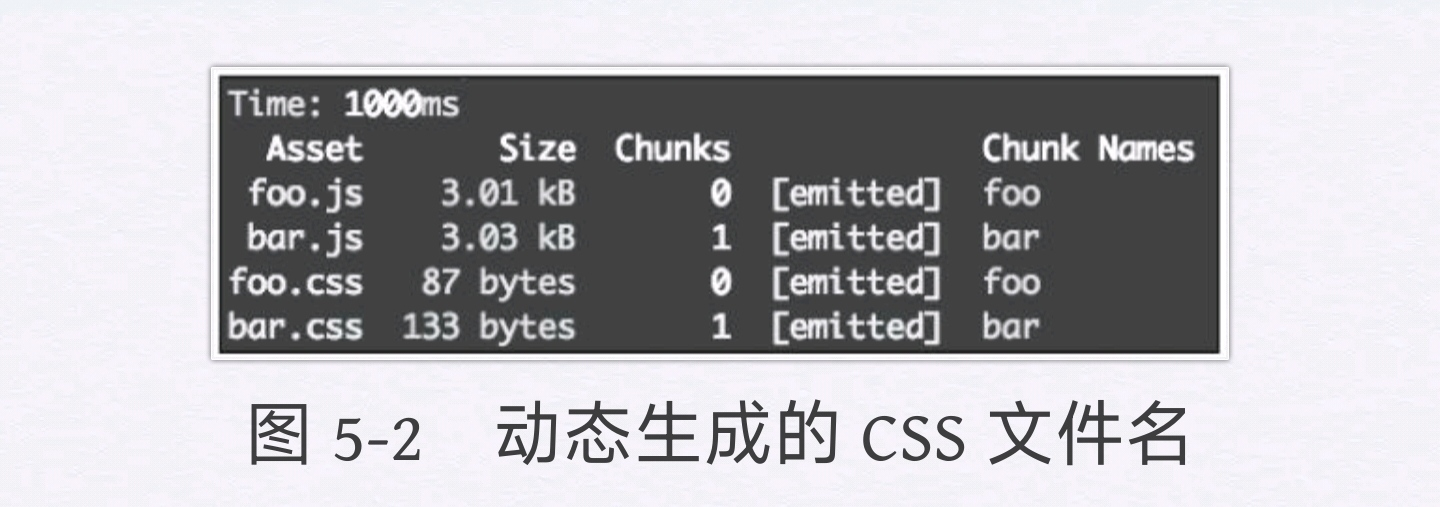 Time: 1000ms
Asset Size Chunks Chunk Names
foo.js 3.01 kB 0 [emitted] foo
bar.js 3.03 kB 1 [emitted] bar
foo.css 87 bytes 0 [emitted] foo
bar.css 133 bytes 1 [emitted] bar
图 5-2 动态生成的 CSS 文件名